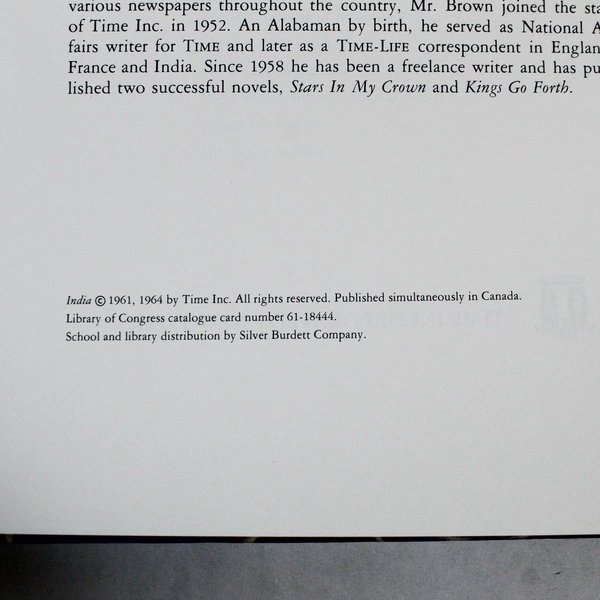 various newspapers throughout the country, Mr. Brown joined the sta
of Time Inc. in 1952. An Alabaman by birth, he served as National A
fairs writer for TIME and later as a TIME-LIFE correspondent in Englan
France and India. Since 1958 he has been a freelance writer and has pu
lished two successful novels, Stars In My Crown and Kings Go Forth.
India © 1961, 1964 by Time Inc. All rights reserved. Published simultaneously in Canada.
Library of Congress catalogue card number 61-18444.
School and library distribution by Silver Burdett Company.